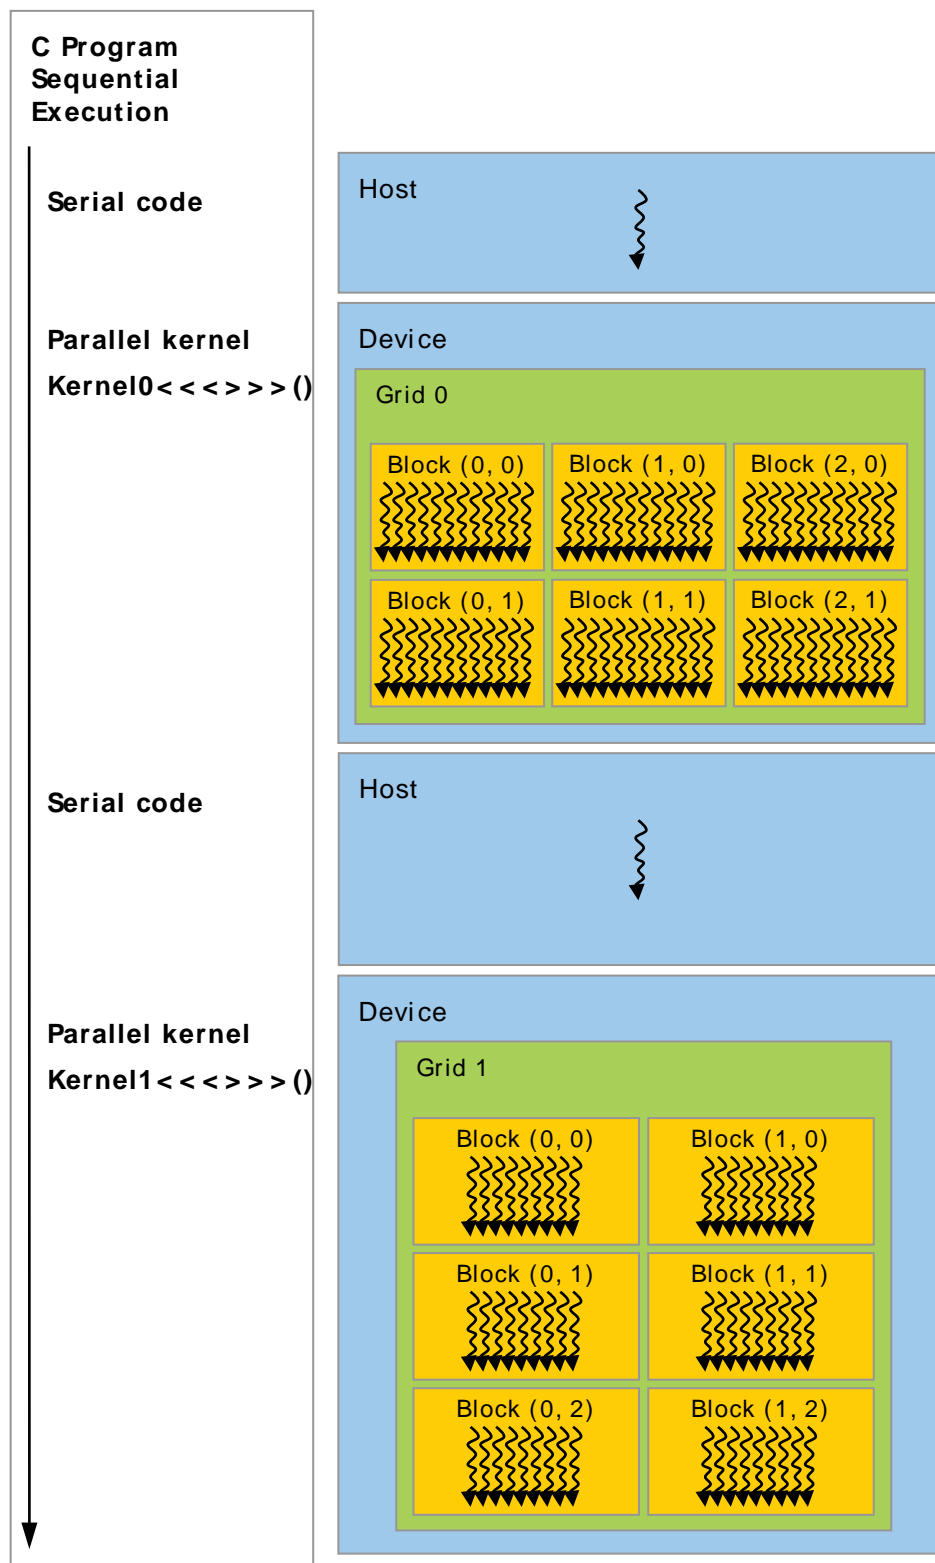 C Program
Sequential
Execution
Serial code
Host
Parallel kernel
Kernel0<<<>>>()
Device
Grid 0
Block (0, 0)
Block (1, 0)
Block (2, 0)
Block (0, 1)
Block (1, 1)
Block (2, 1)
Serial code
Host
Parallel kernel
Kernel1<<<>>>()
Device
Grid 1
Block (0, 0)
Block (1, 0)
Block (0, 1)
Block (1, 1)
Block (0, 2)
Block (1, 2)